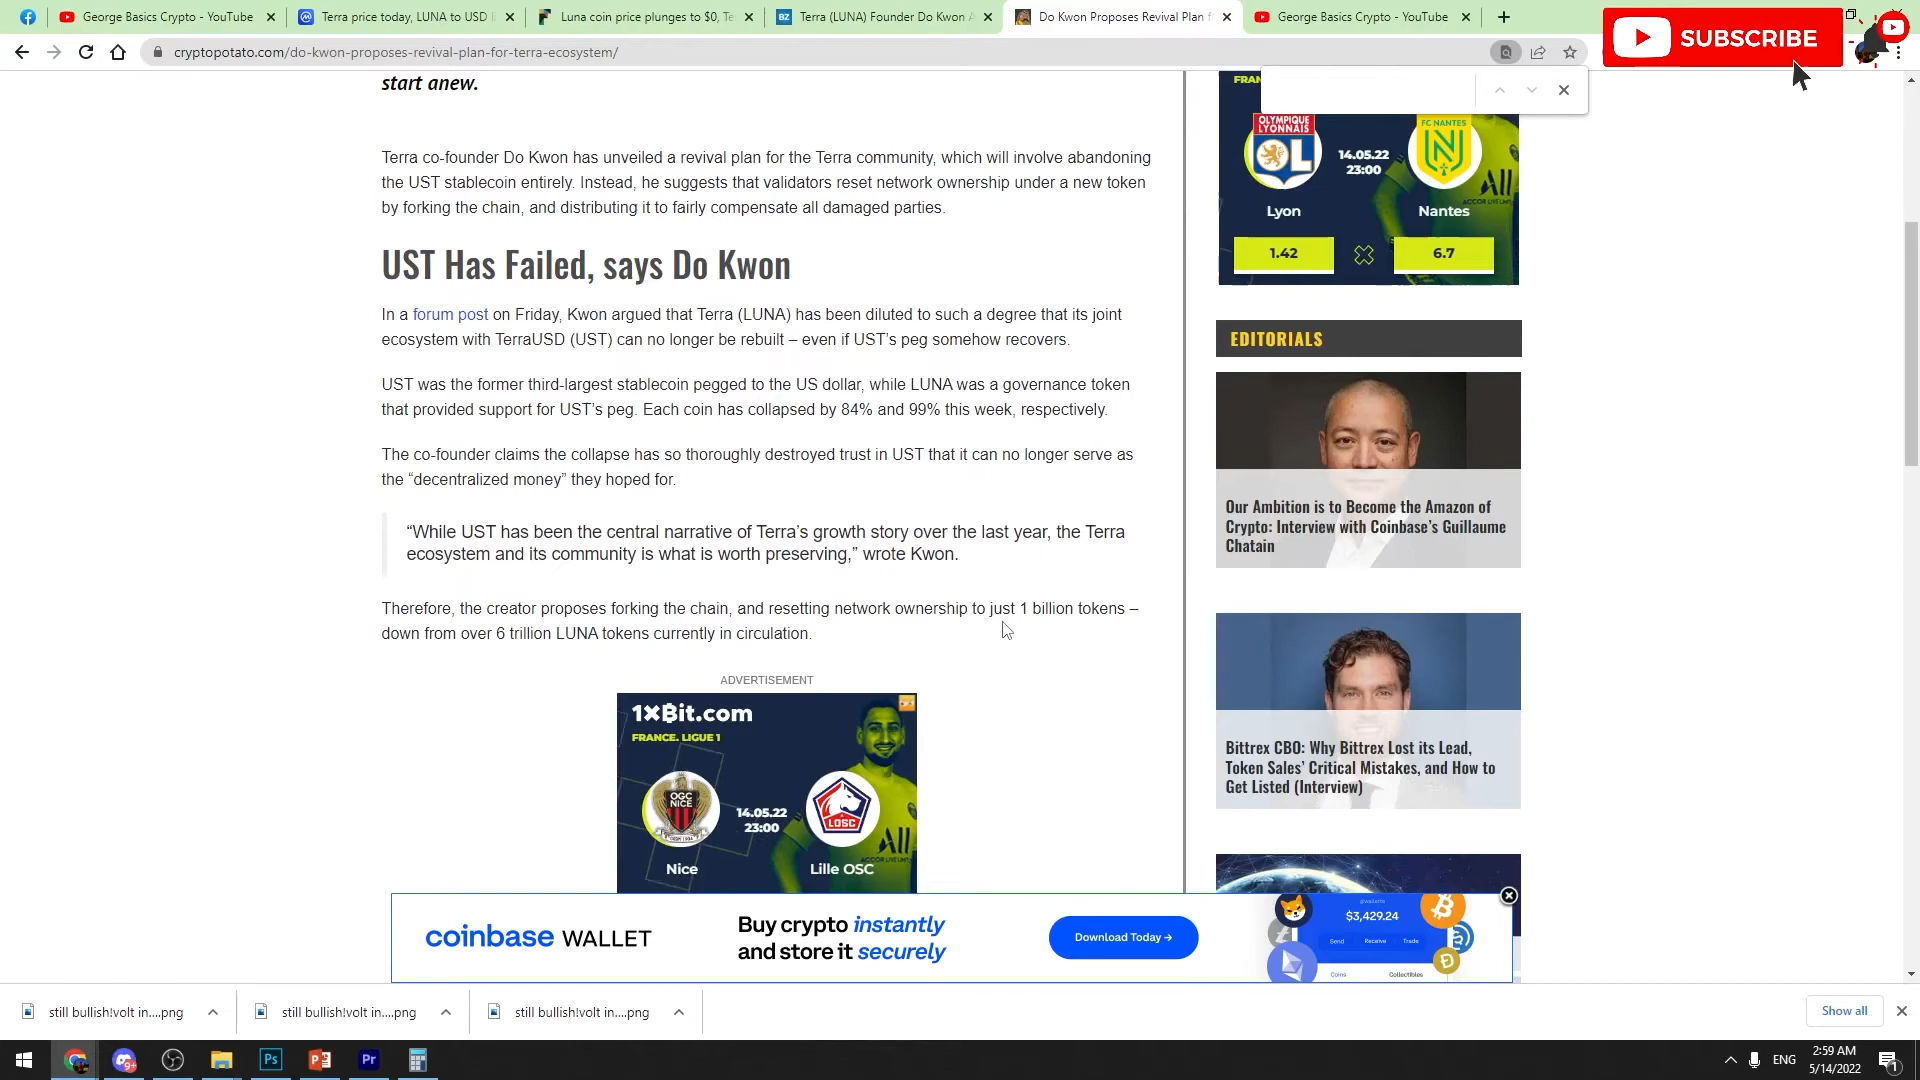 George Basics Crypto - YouTube
Terra price today, LUNA to USD
Luna coin price plunges to $0, Te
Terra (LUNA) Founder Do Kwon A
Do Kwon Proposes Revival Plan f
George Basics Crypto - YouTube
SUBSCRIBE
cryptopotato.com/do-kwon-proposes-revival-plan-for-terra-ecosystem/
start anew.
Terra co-founder Do Kwon has unveiled a revival plan for the Terra community, which will involve abandoning
the UST stablecoin entirely. Instead, he suggests that validators reset network ownership under a new token
by forking the chain, and distributing it to fairly compensate all damaged parties.
UST Has Failed, says Do Kwon
In a forum post on Friday, Kwon argued that Terra (LUNA) has been diluted to such a degree that its joint
ecosystem with TerraUSD (UST) can no longer be rebuilt – even if UST's peg somehow recovers.
UST was the former third-largest stablecoin pegged to the US dollar, while LUNA was a governance token
that provided support for UST's peg. Each coin has collapsed by 84% and 99% this week, respectively.
The co-founder claims the collapse has so thoroughly destroyed trust in UST that it can no longer serve as
the “decentralized money” they hoped for.
“While UST has been the central narrative of Terra's growth story over the last year, the Terra
ecosystem and its community is what is worth preserving,” wrote Kwon.
Therefore, the creator proposes forking the chain, and resetting network ownership to just 1 billion tokens –
down from over 6 trillion LUNA tokens currently in circulation.
ADVERTISEMENT
1XBit.com
FRANCE. LIGUE 1
OGC
NICE
14.05.22
23:00
LOSC
All
Nice
Lille OSC
OLYMPIQUE
LYONNAIS
OL
14.05.22
23:00
FC NANTES
All
ACCOR LIVE LIMITLESS
Lyon
Nantes
1.42
6.7
EDITORIALS
Our Ambition is to Become the Amazon of
Crypto: Interview with Coinbase's Guillaume
Chatain
Bittrex CBO: Why Bittrex Lost its Lead,
Token Sales' Critical Mistakes, and How to
Get Listed (Interview)
coinbase WALLET
Buy crypto instantly
and store it securely
Download Today →
$3,429.24
Send Receive Trade
Coins Collectibles
still bullish!volt in....png
still bullish!volt in....png
still bullish!volt in....png
Show all
9+
Ps
Pr
ENG
2:59 AM
5/14/2022
1